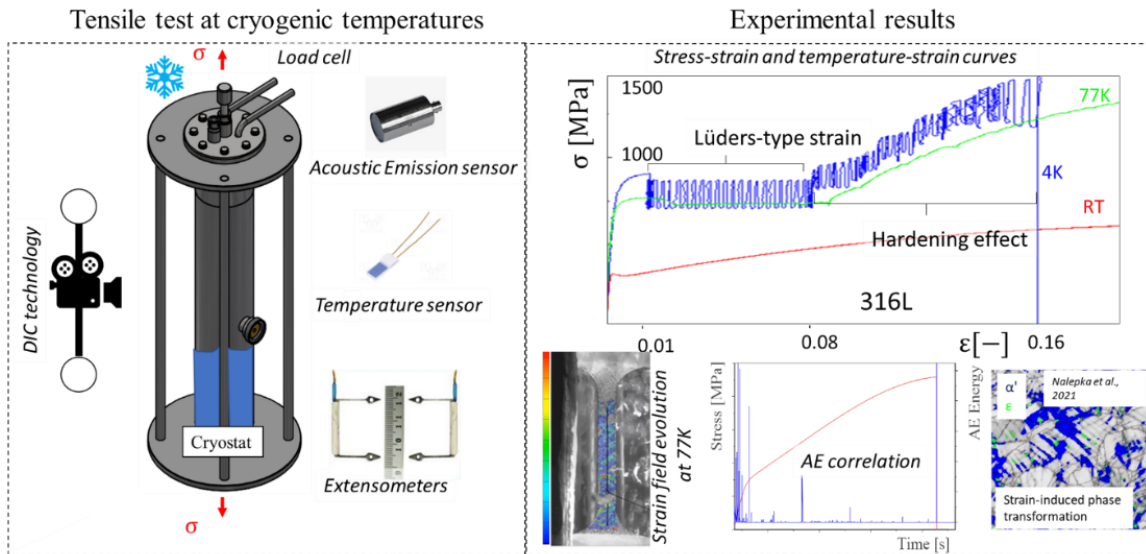 Tensile test at cryogenic temperatures
σ
Load cell
Acoustic Emission sensor
DIC technology
Temperature sensor
Cryostat
Extensometers
σ
Experimental results
Stress-strain and temperature-strain curves
σ [MPa]
1500
1000
Lüders-type strain
77K
4K
RT
Hardening effect
316L
0.01
0.08
ε[−]
0.16
Strain field evolution
at 77K
Stress [MPa]
AE correlation
AE Energy
Time [s]
α'
ε
Nalepka et al.,
2021
Strain-induced phase
transformation